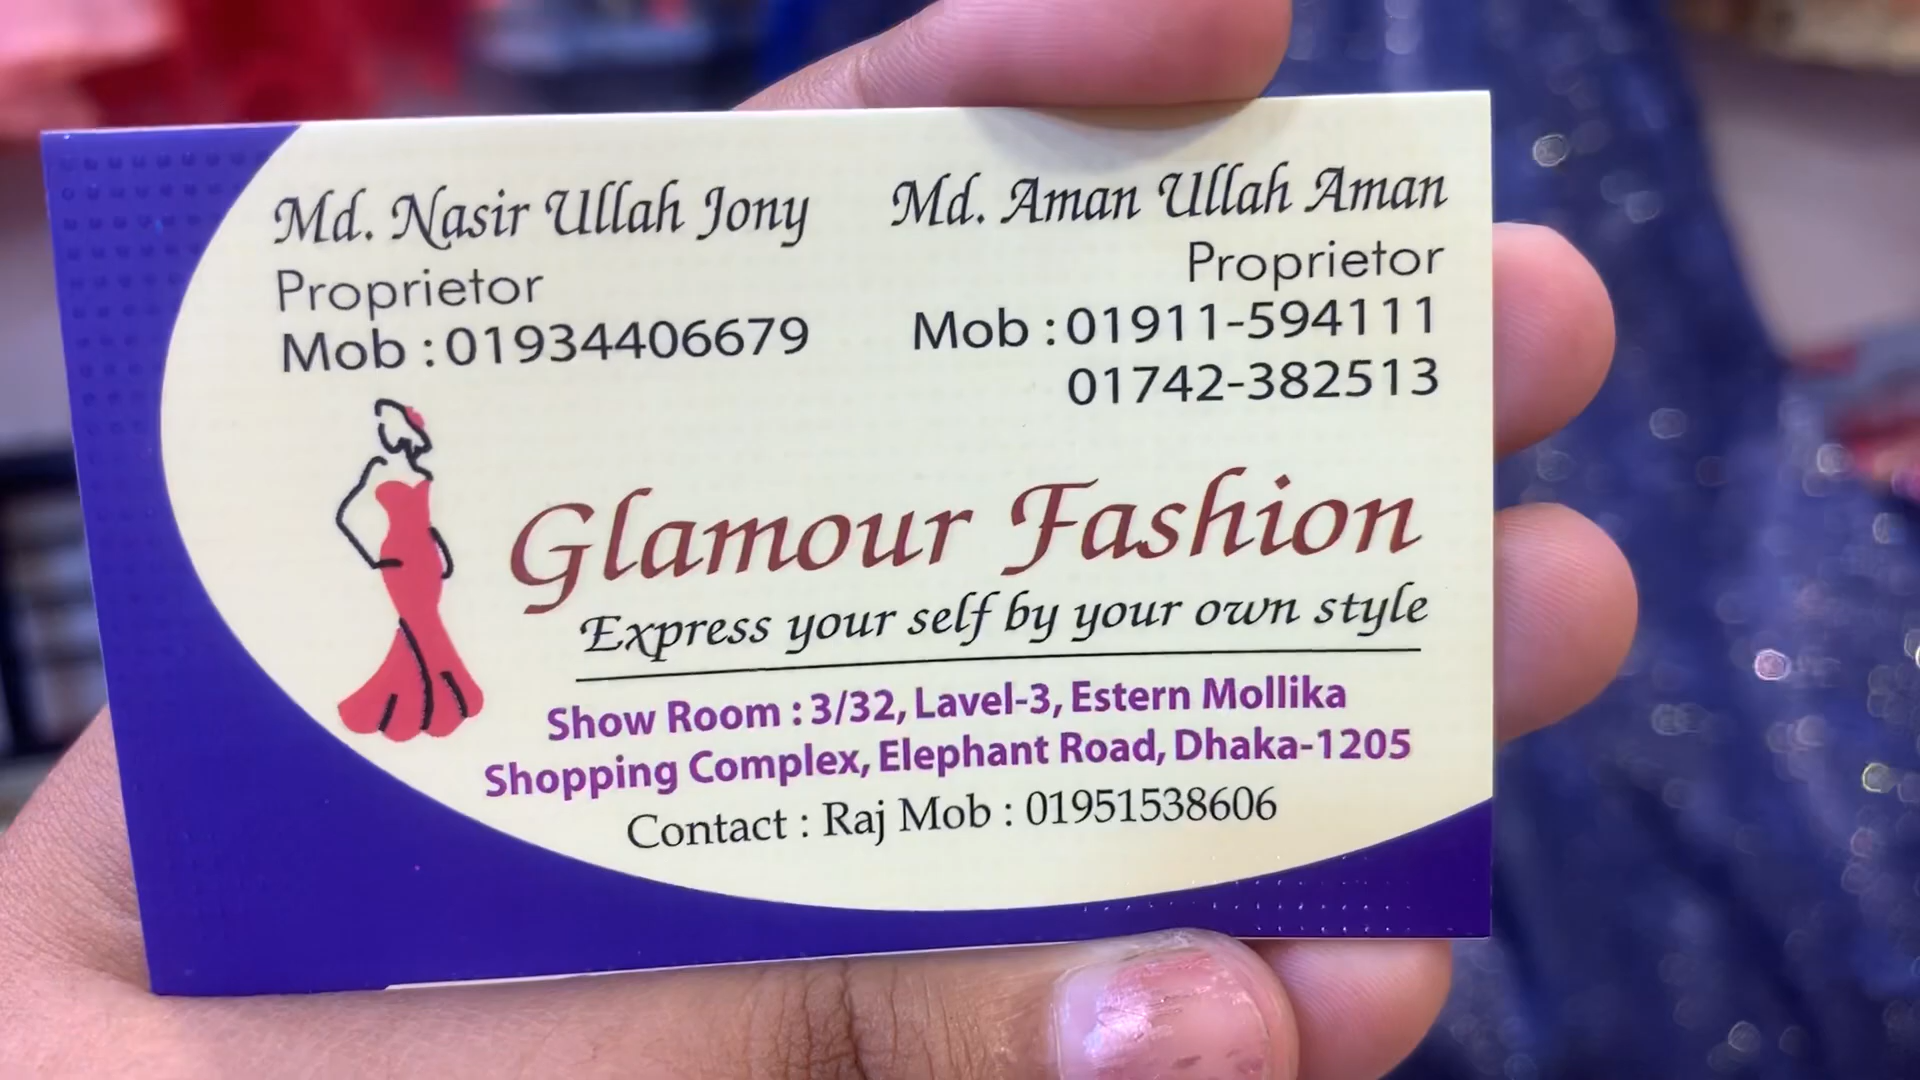 Md. Nasir Ullah Jony
Proprietor
Mob : 01934406679
Md. Aman Ullah Aman
Proprietor
Mob : 01911-594111
01742-382513
Glamour Fashion
Express your self by your own style
Show Room : 3/32, Lavel-3, Estern Mollika
Shopping Complex, Elephant Road, Dhaka-1205
Contact : Raj Mob : 01951538606